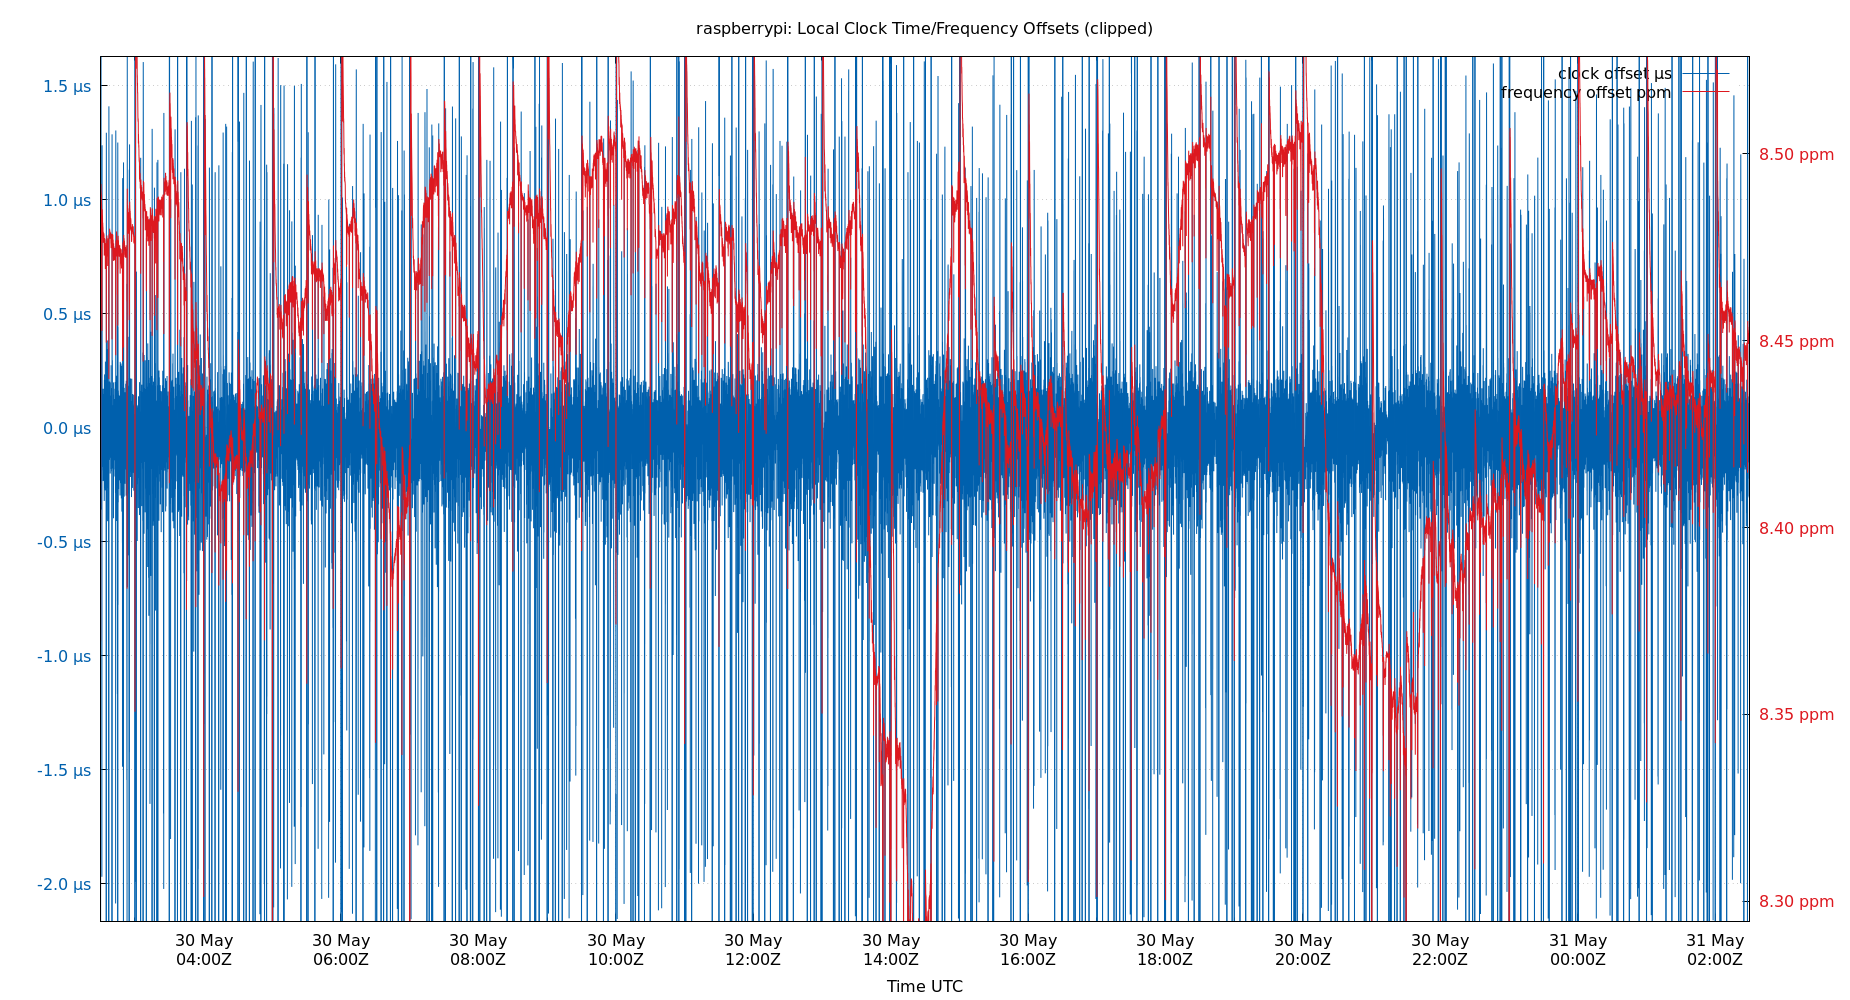 raspberrypi: Local Clock Time/Frequency Offsets (clipped)
clock offset µs
frequency offset ppm
1.5 µs
1.0 µs
0.5 µs
0.0 µs
-0.5 µs
-1.0 µs
-1.5 µs
-2.0 µs
8.50 ppm
8.45 ppm
8.40 ppm
8.35 ppm
8.30 ppm
30 May 30 May 30 May 30 May 30 May 30 May 30 May 30 May 30 May 30 May 31 May 31 May
04:00Z 06:00Z 08:00Z 10:00Z 12:00Z 14:00Z 16:00Z 18:00Z 20:00Z 22:00Z 00:00Z 02:00Z
Time UTC